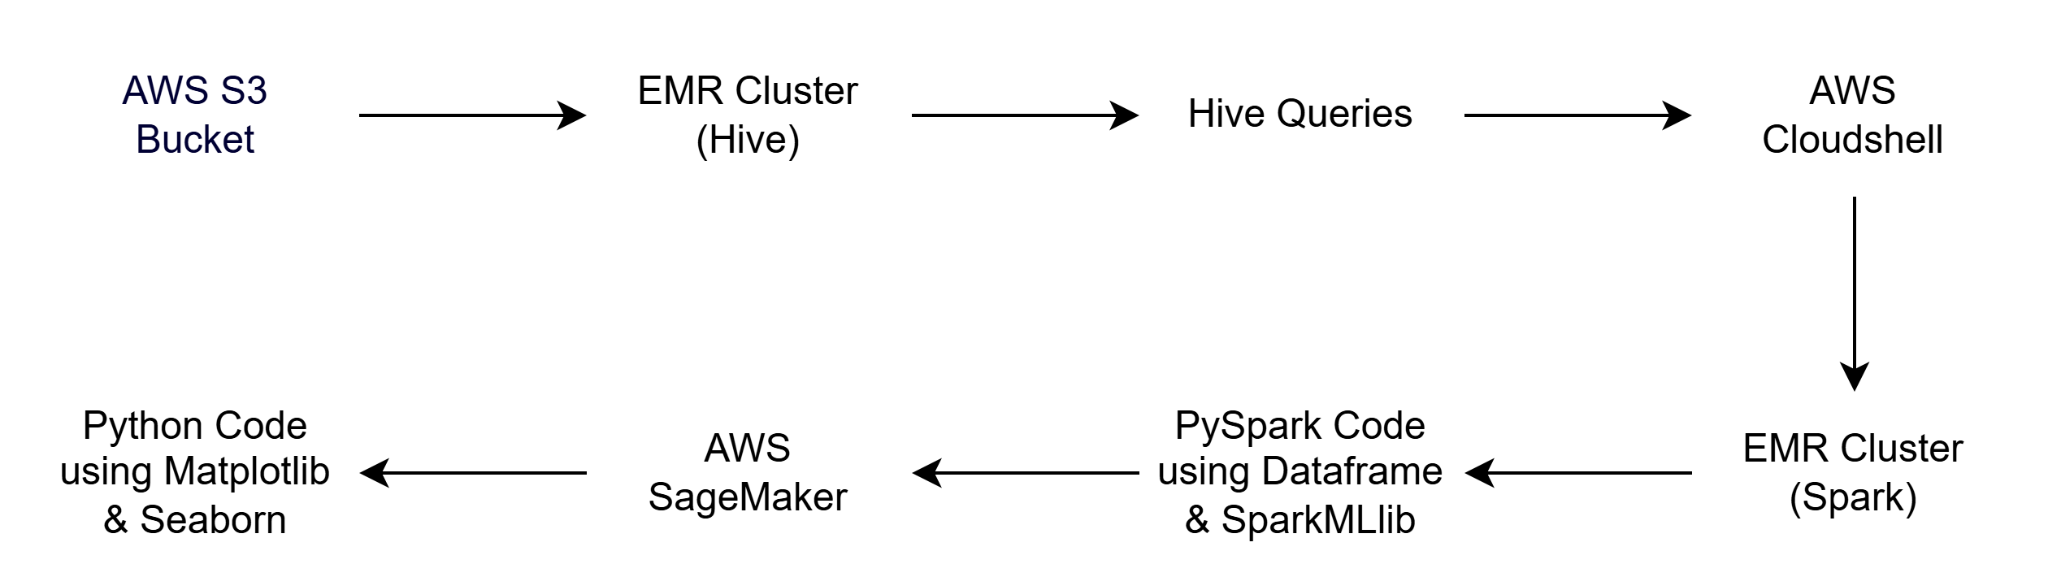 AWS S3
Bucket
EMR Cluster
(Hive)
Hive Queries
AWS
Cloudshell
EMR Cluster
(Spark)
PySpark Code
using Dataframe
& SparkMLlib
AWS
SageMaker
Python Code
using Matplotlib
& Seaborn